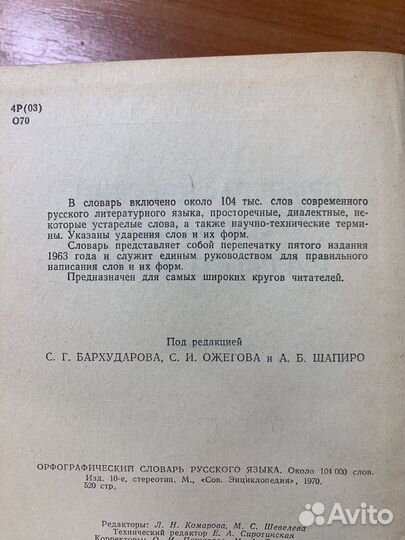 4Р(03)
О70
В словарь включено около 104 тыс. слов современного
русского литературного языка, просторечные, диалектные, не-
которые устарелые слова, а также научно-технические терми-
ны. Указаны ударения слов и их форм.
Словарь представляет собой перепечатку пятого издания
1963 года и служит единым руководством для правильного
написания слов и их форм.
Предназначен для самых широких кругов читателей.
Под редакцией
С. Г. БАРХУДАРОВА, С. И. ОЖЕГОВА и А. Б. ШАПИРО
ОРФОГРАФИЧЕСКИЙ СЛОВАРЬ РУССКОГО ЯЗЫКА. Около 104 000 слов.
Изд. 10-е, стереотип. М., «Сов. Энциклопедия», 1970.
520 стр.
Редакторы: Л. Н. Комарова, М. С. Шевелева
Технический редактор Е. А. Сиротинская
Корректоры:
Avito